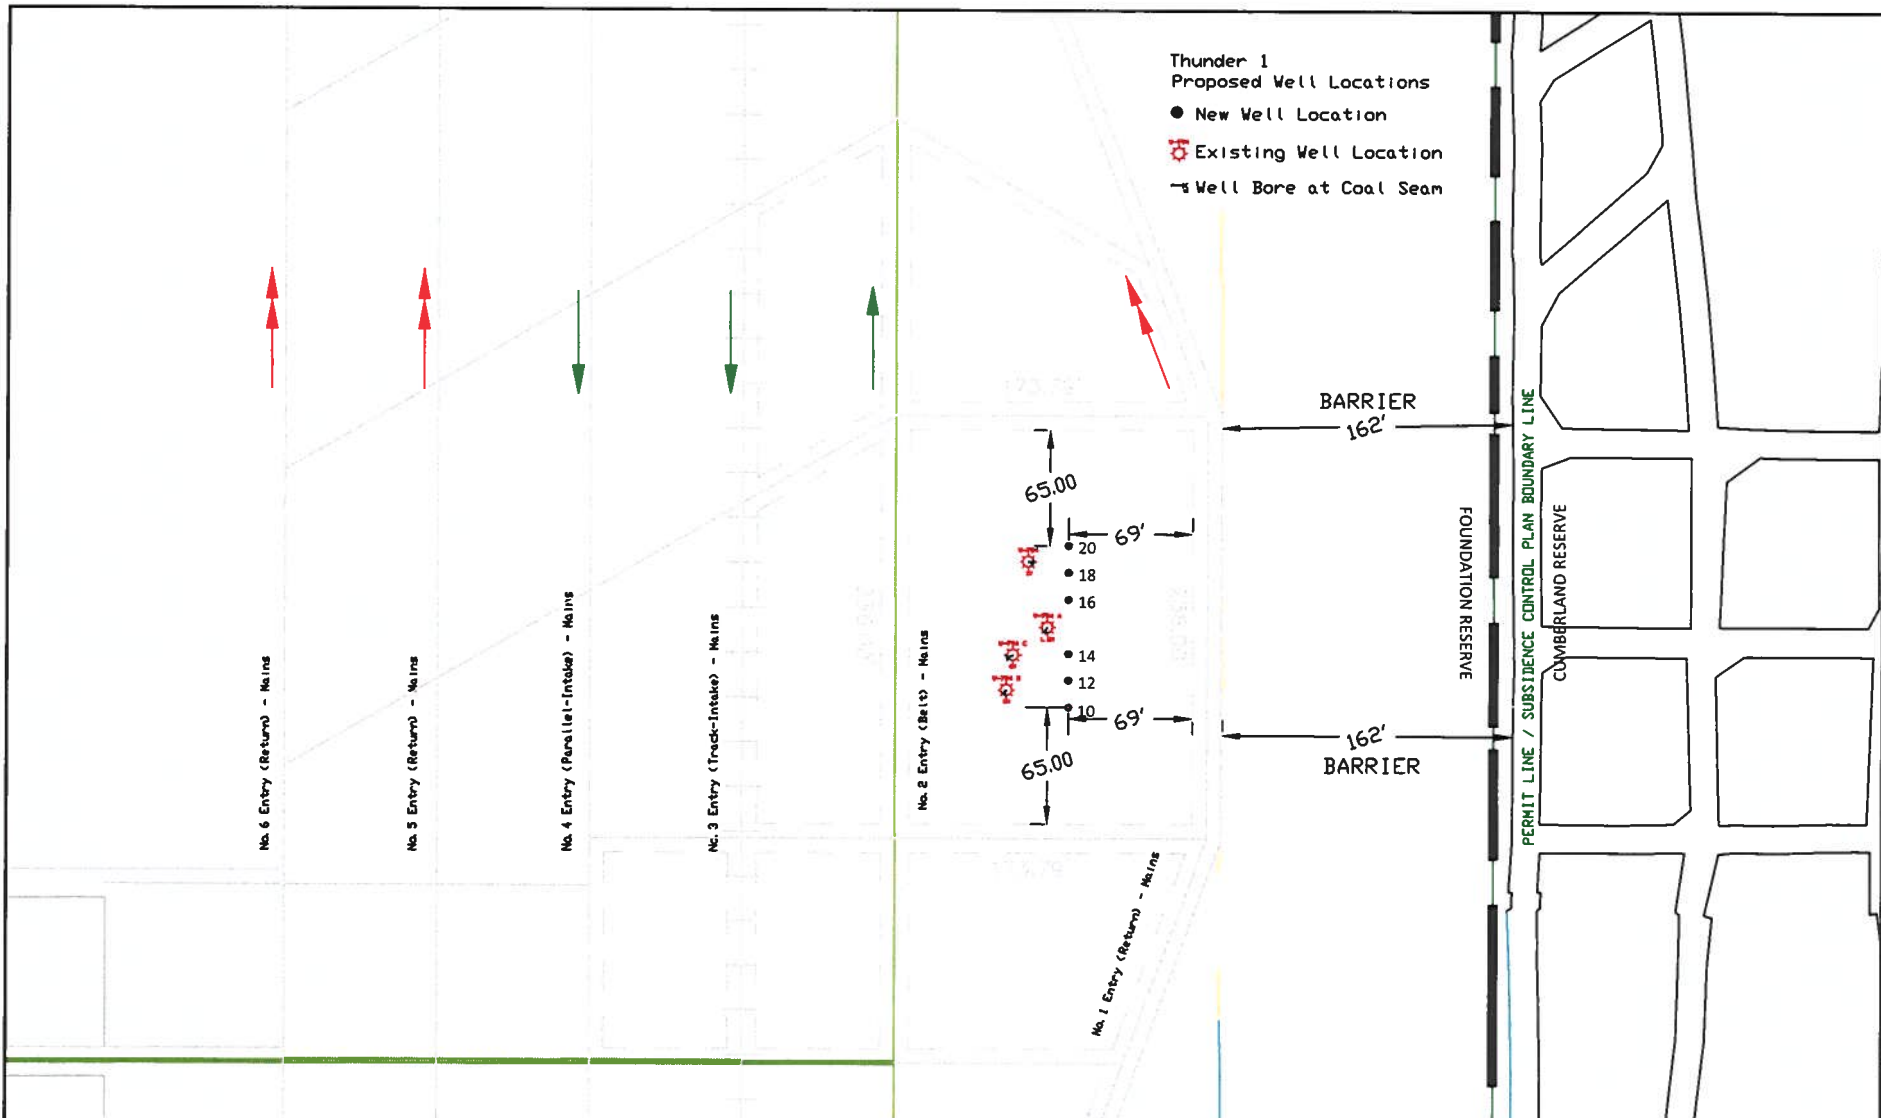 Thunder 1
Proposed Well Locations
New Well Location
Existing Well Location
Well Bore at Coal Seam
BARRIER
162'
65.00
69'
20
18
16
14
12
10
69'
65.00
162'
BARRIER
FOUNDATION RESERVE
PERMIT LINE / SUBSIDENCE CONTROL PLAN BOUNDARY LINE
CUMBERLAND RESERVE
No. 6 Entry (Return) - Mains
No. 5 Entry (Return) - Mains
No. 4 Entry (Parallel-Intake) - Mains
No. 3 Entry (Track-Intake) - Mains
No. 2 Entry (Belt) - Mains
No. 1 Entry (Return) - Mains